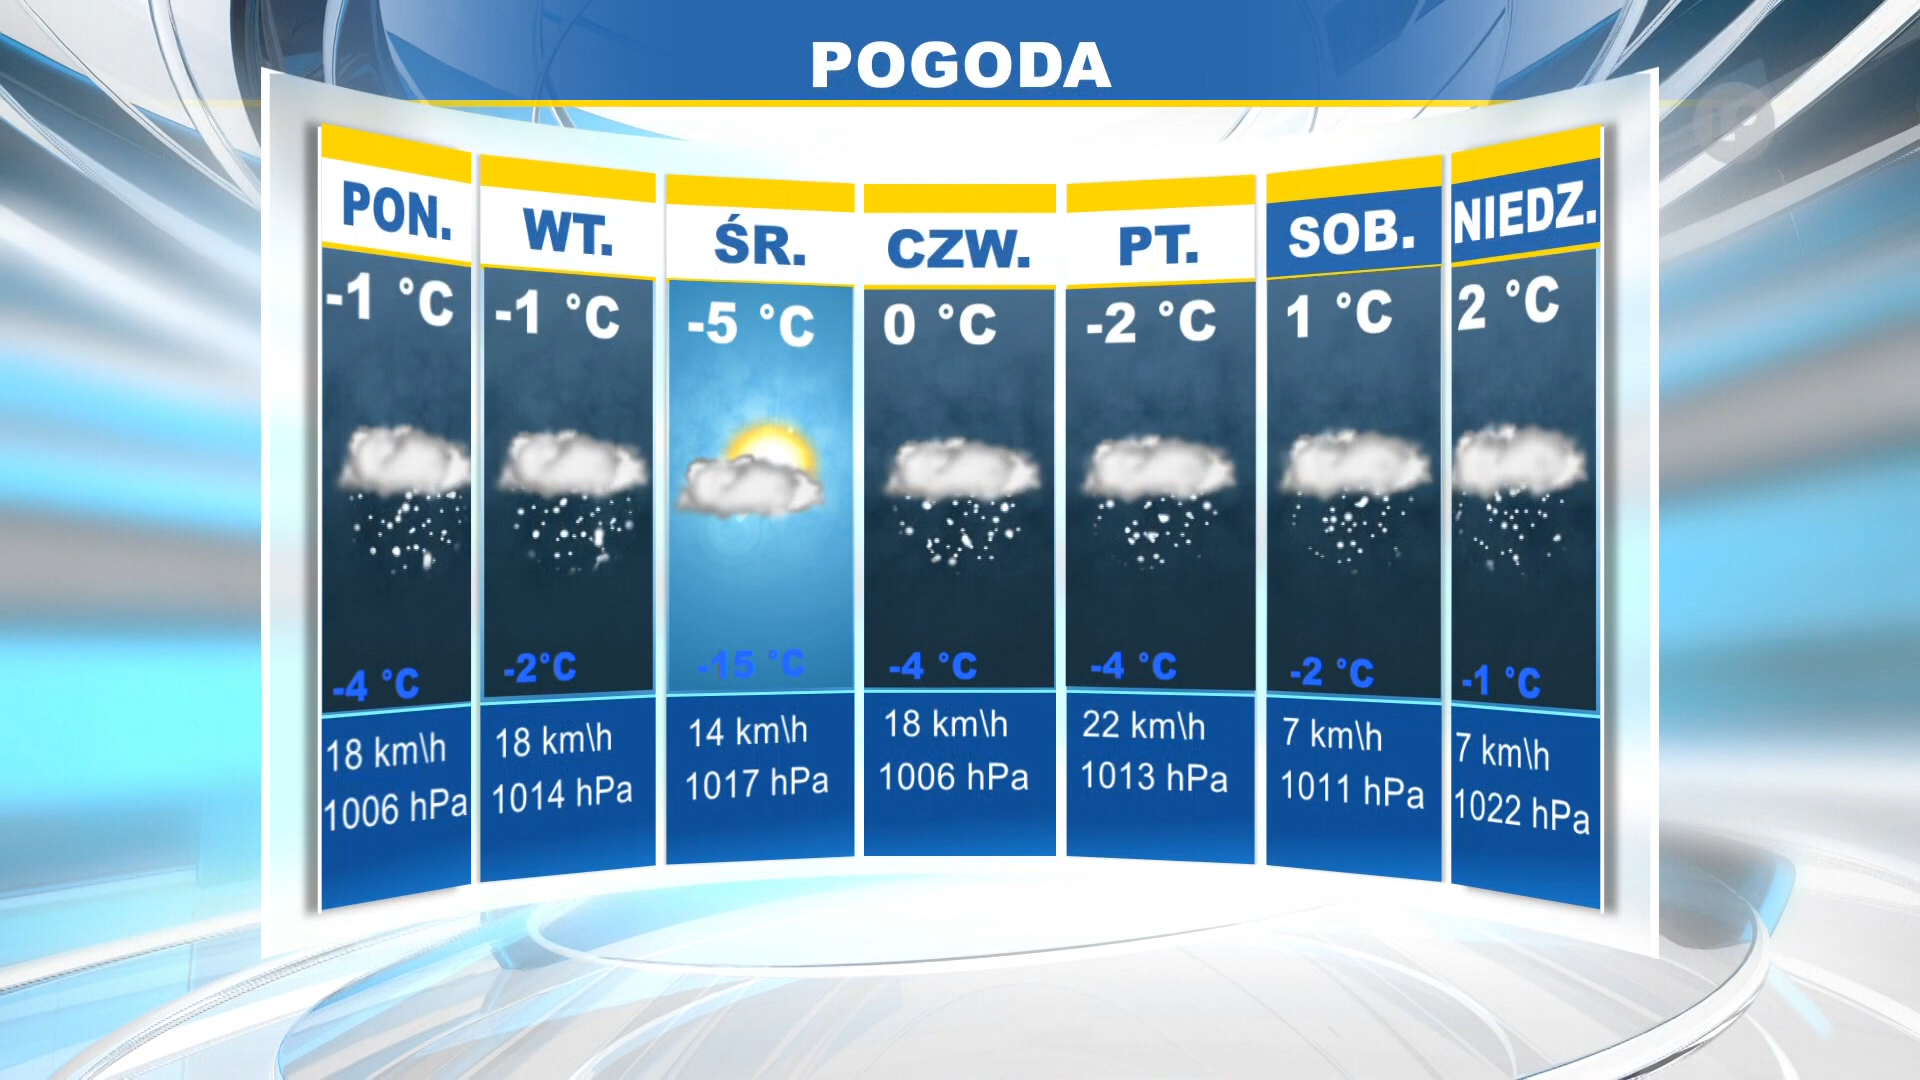 POGODA
PON.
-1 °C
-4 °C
18 km\h
1006 hPa
WT.
-1 °C
-2°C
18 km\h
1014 hPa
ŚR.
-5 °C
-15 °C
14 km\h
1017 hPa
CZW.
0 °C
-4 °C
18 km\h
1006 hPa
PT.
-2 °C
-4 °C
22 km\h
1013 hPa
SOB.
1 °C
-2 °C
7 km\h
1011 hPa
NIEDZ.
2 °C
-1 °C
7 km\h
1022 hPa